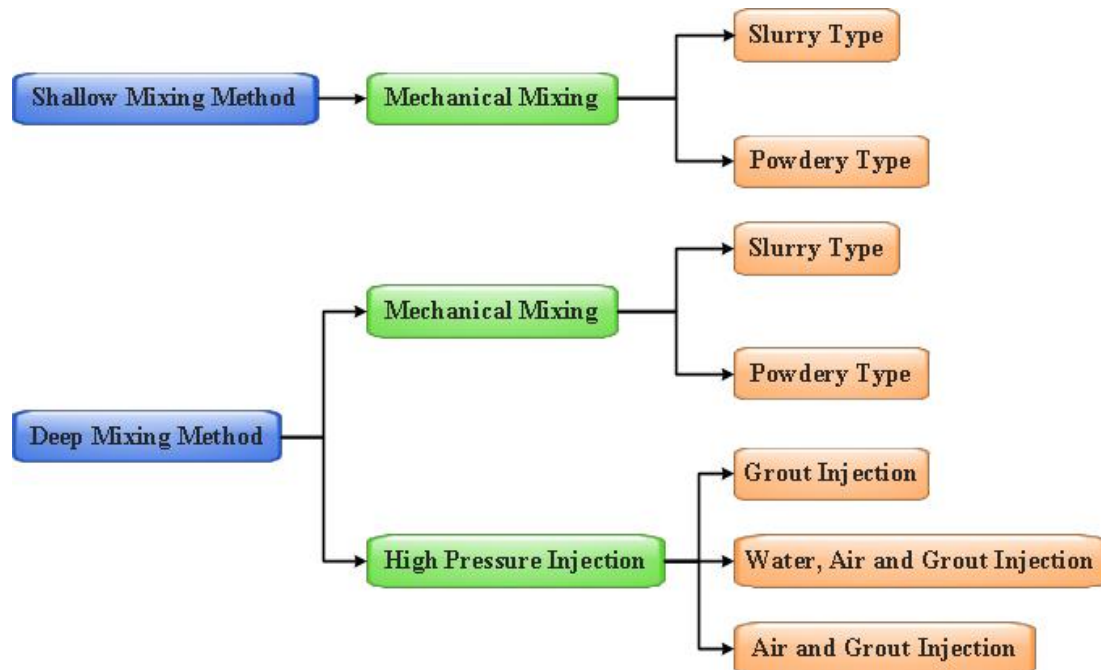 Slurry Type
Shallow Mixing Method
Mechanical Mixing
Powdery Type
Slurry Type
Mechanical Mixing
Powdery Type
Deep Mixing Method
Grout Injection
High Pressure Injection
Water, Air and Grout Injection
Air and Grout Injection